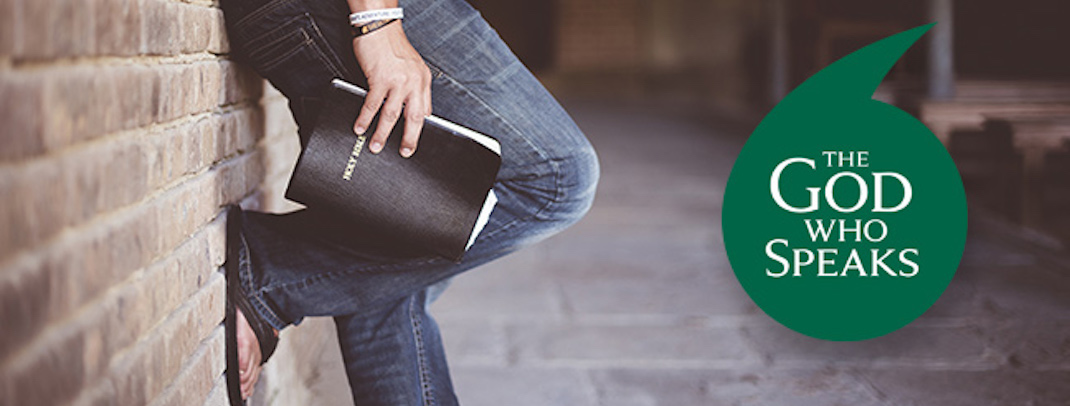 HOLY BIBLE
THE
GOD
WHO
SPEAKS